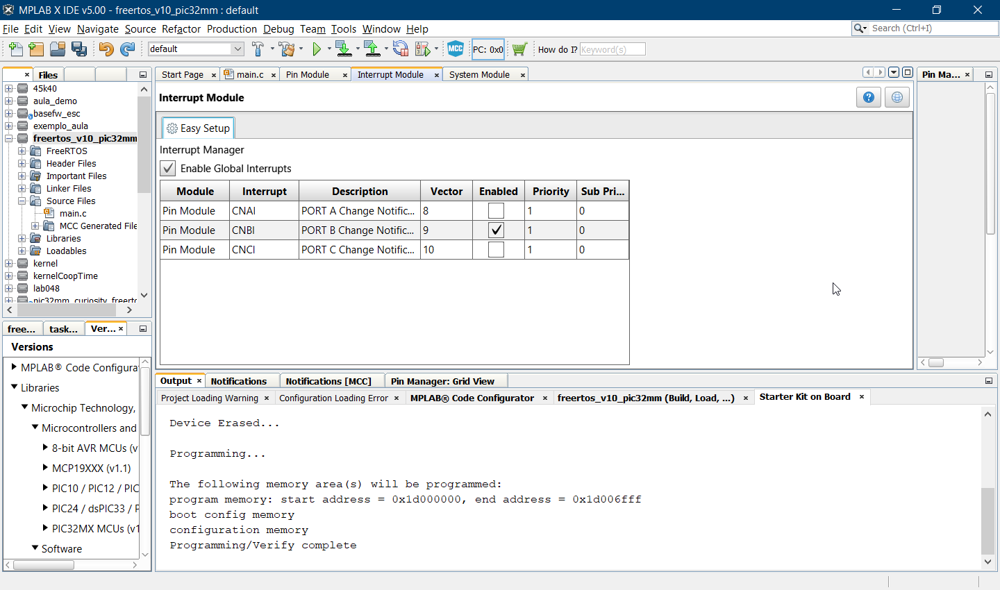 MPLAB X IDE v5.00 - freertos_v10_pic32mm : default
File Edit View Navigate Source Refactor Production Debug Team Tools Window Help
Search (Ctrl+I)
default
MCC
PC: 0x0
How do I?
Keyword(s)
Files
45k40
aula_demo
basefw_esc
exemplo_aula
freertos_v10_pic32mm
FreeRTOS
Header Files
Important Files
Linker Files
Source Files
main.c
MCC Generated File
Libraries
Loadables
kernel
kernelCoopTime
lab048
pic32mm_curiosity_freerto
free... task... Ver...
Versions
MPLAB® Code Configura
Libraries
Microchip Technology,
Microcontrollers and
8-bit AVR MCUs (v
MCP19XXX (v1.1)
PIC10 / PIC12 / PIC
PIC24 / dsPIC33 / P
PIC32MX MCUs (v1
Software
Start Page main.c Pin Module Interrupt Module System Module
Interrupt Module
Easy Setup
Interrupt Manager
Enable Global Interrupts
Module Interrupt Description Vector Enabled Priority Sub Pri...
Pin Module CNAI PORT A Change Notific... 8 1 0
Pin Module CNBI PORT B Change Notific... 9 1 0
Pin Module CNCI PORT C Change Notific... 10 1 0
Pin Ma...
Output Notifications Notifications [MCC] Pin Manager: Grid View
Project Loading Warning Configuration Loading Error MPLAB® Code Configurator freertos_v10_pic32mm (Build, Load, ...) Starter Kit on Board
Device Erased...
Programming...
The following memory area(s) will be programmed:
program memory: start address = 0x1d000000, end address = 0x1d006fff
boot config memory
configuration memory
Programming/Verify complete